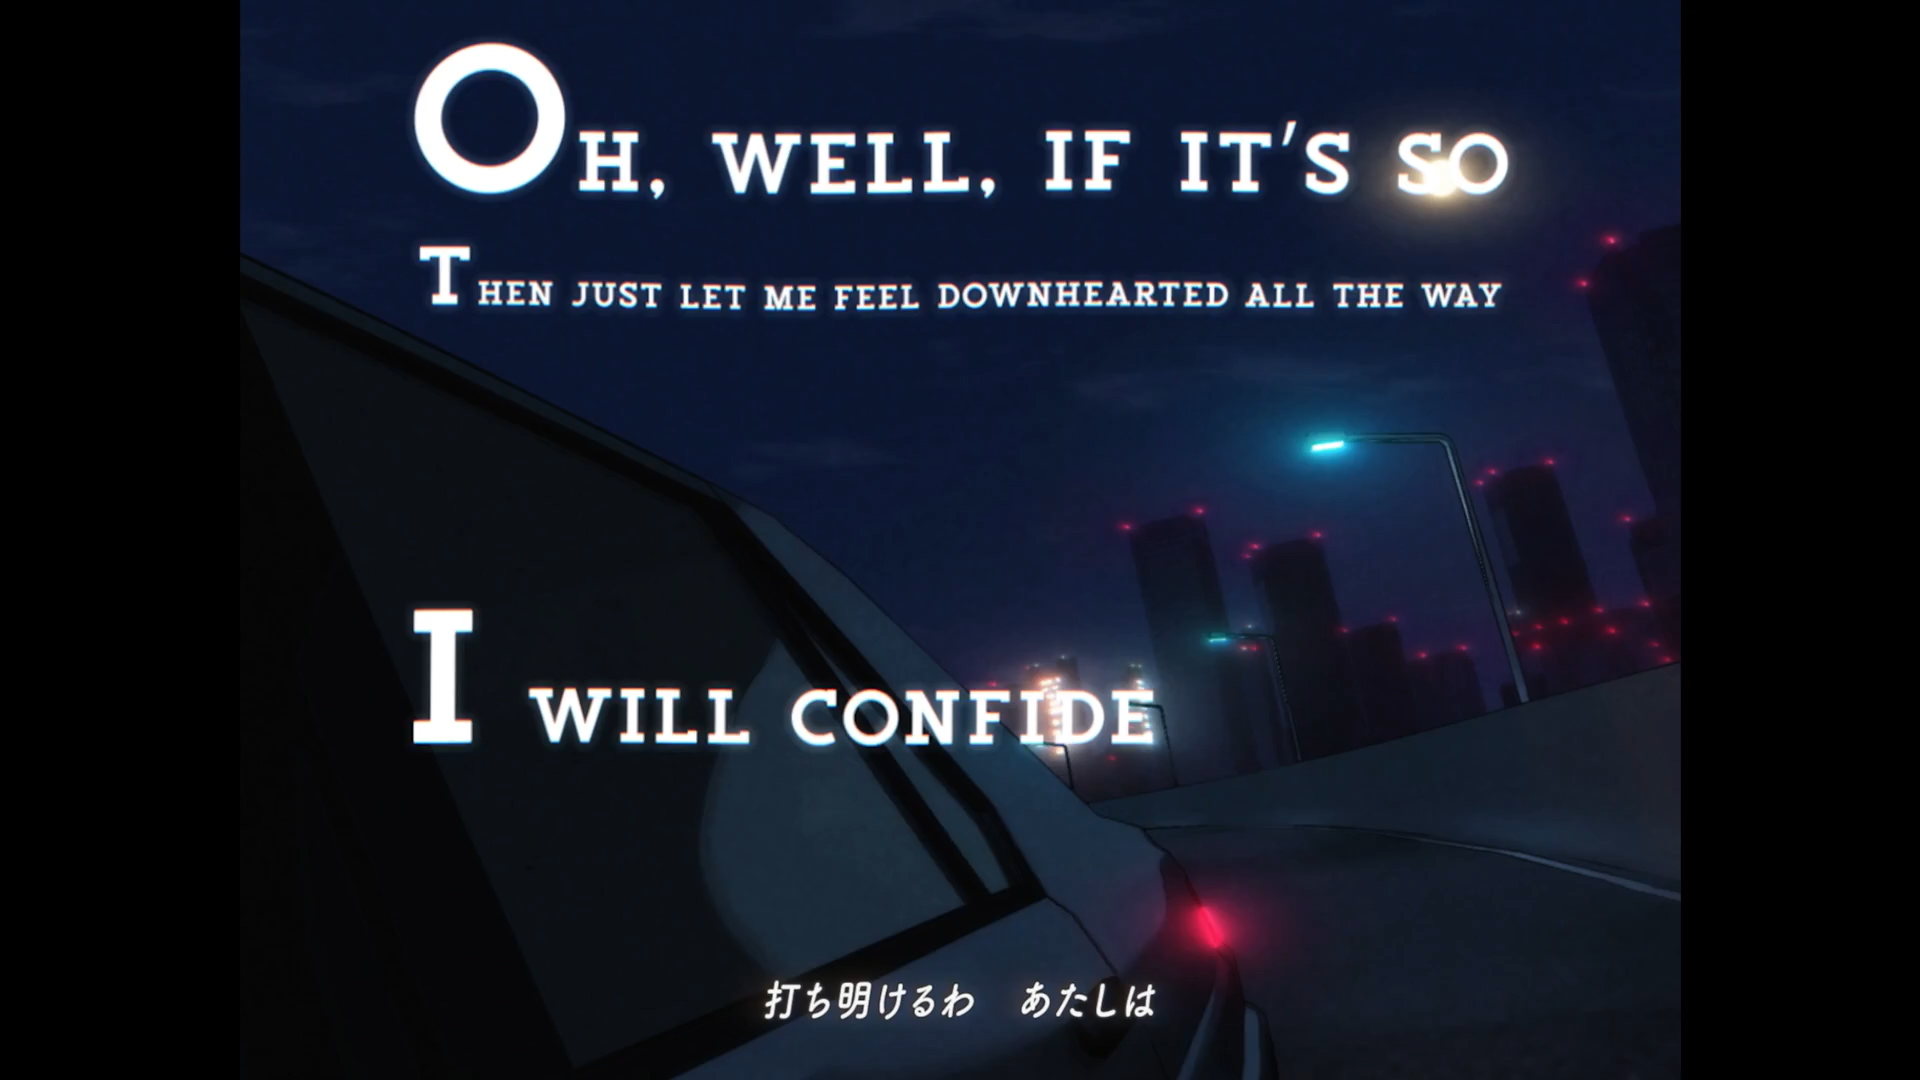 OH, WELL, IF IT'S SO
THEN JUST LET ME FEEL DOWNHEARTED ALL THE WAY
I WILL CONFIDE
打ち明けるわ　あたしは